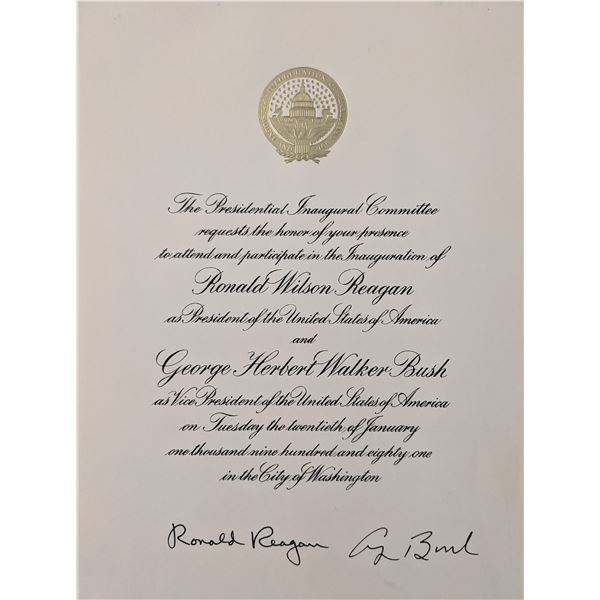 The Presidential Inaugural Committee
requests the honor of your presence
to attend and participate in the Inauguration of
Ronald Wilson Reagan
as President of the United States of America
and
George Herbert Walker Bush
as Vice President of the United States of America
on Tuesday the twentieth of January
one thousand nine hundred and eighty one
in the City of Washington
Ronald Reagan Bush